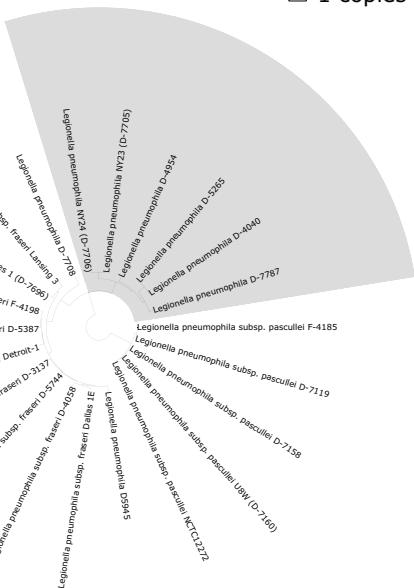 1 copies
Legionella pneumophila NY24 (D-7706)
Legionella pneumophila NY23 (D-7705)
Legionella pneumophila D-4954
Legionella pneumophila D-5265
Legionella pneumophila D-4040
Legionella pneumophila D-7787
Legionella pneumophila subsp. pascullei F-4185
Legionella pneumophila subsp. pascullei D-7119
Legionella pneumophila subsp. pascullei D-7158
Legionella pneumophila subsp. pascullei U8W (D-7160)
Legionella pneumophila subsp. pascullei NCTC12272
Legionella pneumophila D5945
Legionella pneumophila subsp. fraseri Dallas 1E
pneumophila subsp. fraseri D-4058
subsp. fraseri D-5744
fraseri D-3137
Detroit-1
D-5387
F-4198
1 (D-7696)
fraseri Lansing 3
Legionella pneumophila D-7708